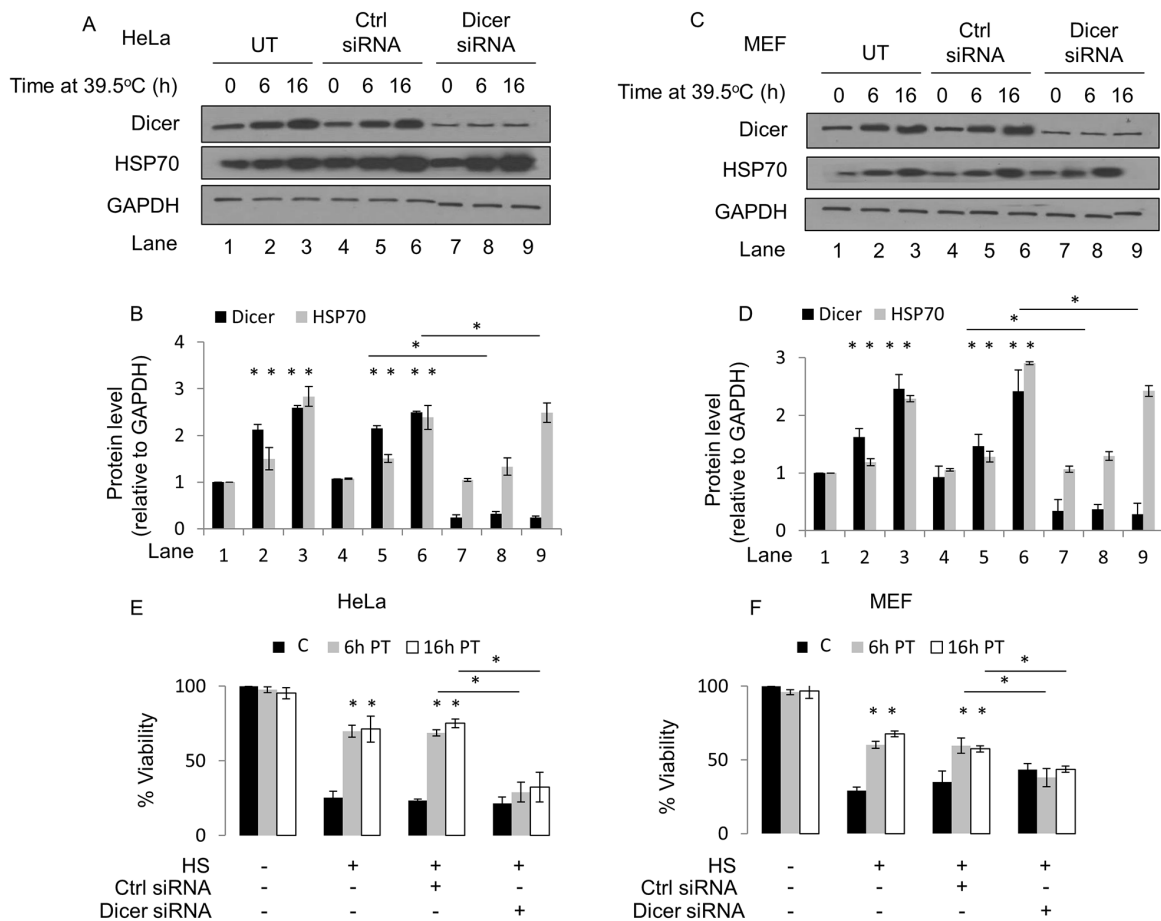 A
HeLa
UT
Ctrl
siRNA
Dicer
siRNA
Time at 39.5oC (h)
0 6 16 0 6 16 0 6 16
Dicer
HSP70
GAPDH
Lane
1 2 3 4 5 6 7 8 9
C
MEF
UT
Ctrl
siRNA
Dicer
siRNA
Time at 39.5oC (h)
0 6 16 0 6 16 0 6 16
Dicer
HSP70
GAPDH
Lane
1 2 3 4 5 6 7 8 9
B
Dicer HSP70
*
*
* * * * * * * *
Protein level
(relative to GAPDH)
4
3
2
1
0
Lane
1 2 3 4 5 6 7 8 9
D
Dicer HSP70
*
*
* * * * * * * *
Protein level
(relative to GAPDH)
3
2
1
0
Lane
1 2 3 4 5 6 7 8 9
E
HeLa
C 6h PT 16h PT
*
*
* * * *
% Viability
100
50
0
HS - + + +
Ctrl siRNA - - + -
Dicer siRNA - - - +
F
MEF
C 6h PT 16h PT
*
*
* * * *
% Viability
100
50
0
HS - + + +
Ctrl siRNA - - + -
Dicer siRNA - - - +